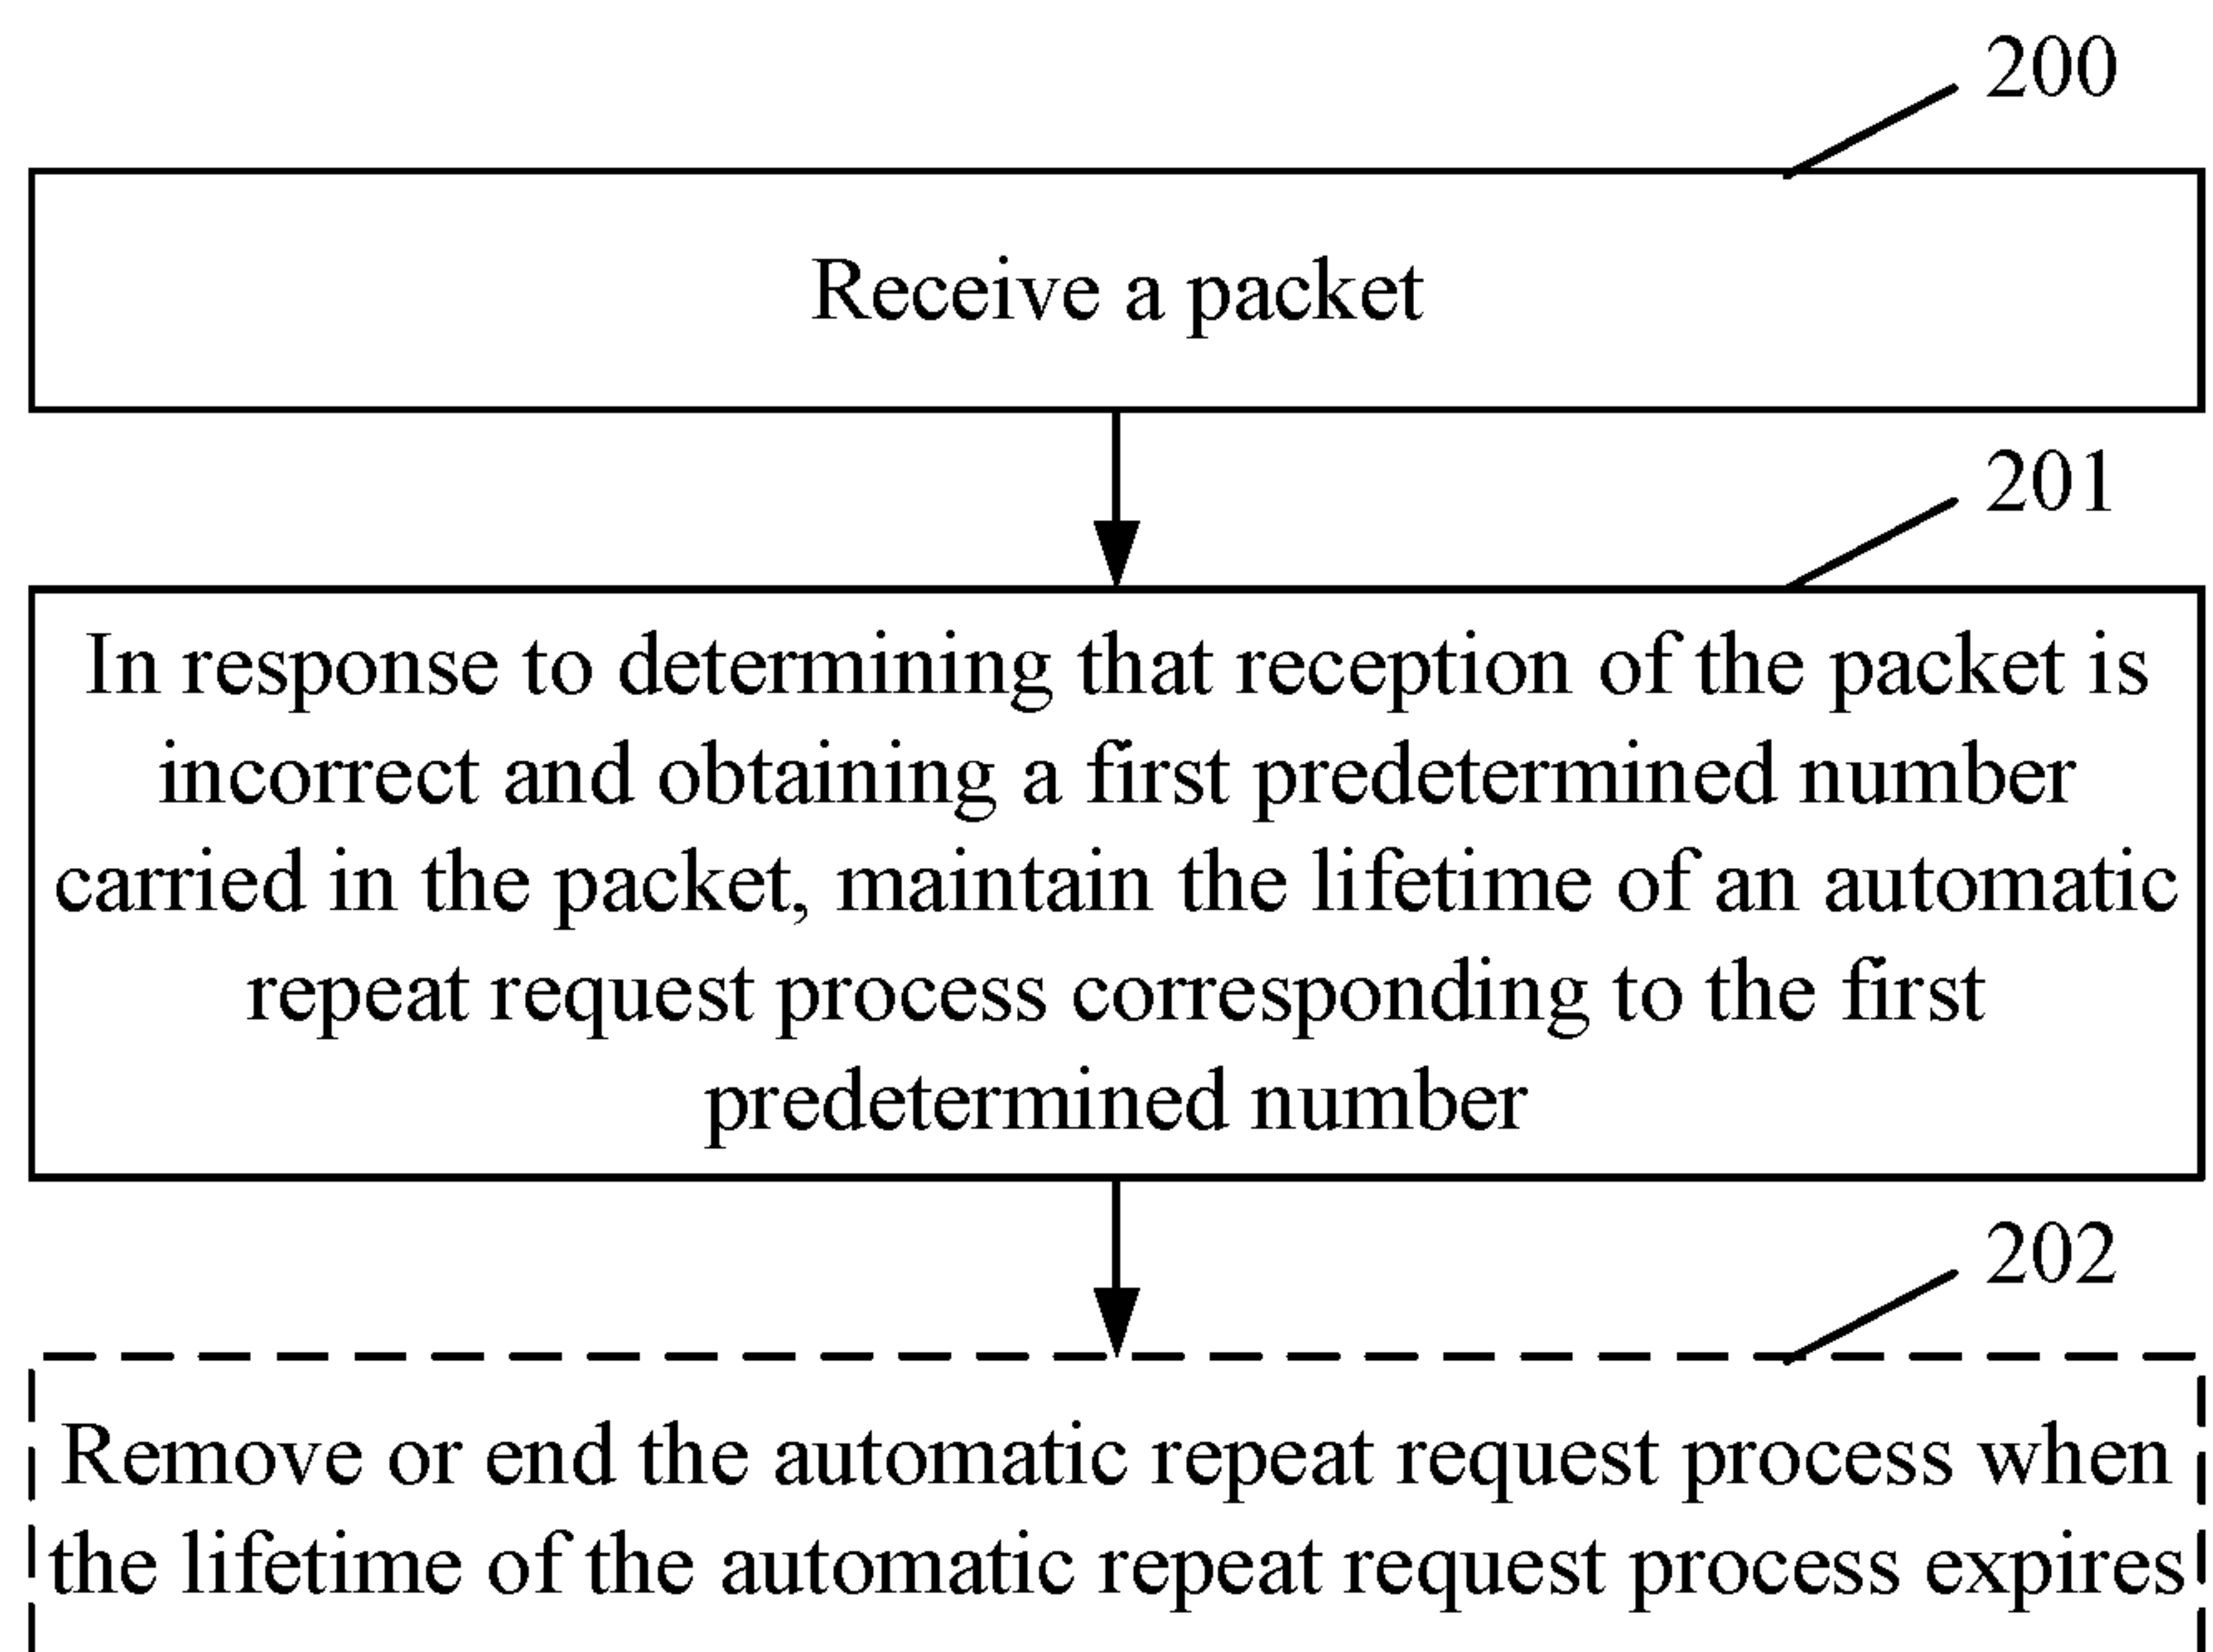 200
Receive a packet
201
In response to determining that reception of the packet is
incorrect and obtaining a first predetermined number
carried in the packet, maintain the lifetime of an automatic
repeat request process corresponding to the first
predetermined number
202
Remove or end the automatic repeat request process when
the lifetime of the automatic repeat request process expires